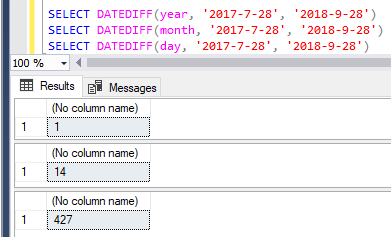 SELECT DATEDIFF(year, '2017-7-28', '2018-9-28')
SELECT DATEDIFF(month, '2017-7-28', '2018-9-28')
SELECT DATEDIFF(day, '2017-7-28', '2018-9-28')
100 %
Results Messages
(No column name)
1 1
(No column name)
1 14
(No column name)
1 427